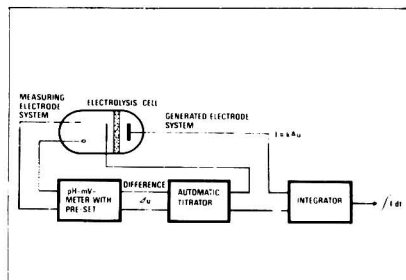 MEASURING
ELECTRODE
SYSTEM
ELECTROLYSIS CELL
GENERATED ELECTRODE
SYSTEM
I = k Δu
pH-mV-
METER WITH
PRE-SET
DIFFERENCE
Δu
AUTOMATIC
TITRATOR
INTEGRATOR
∫I dt